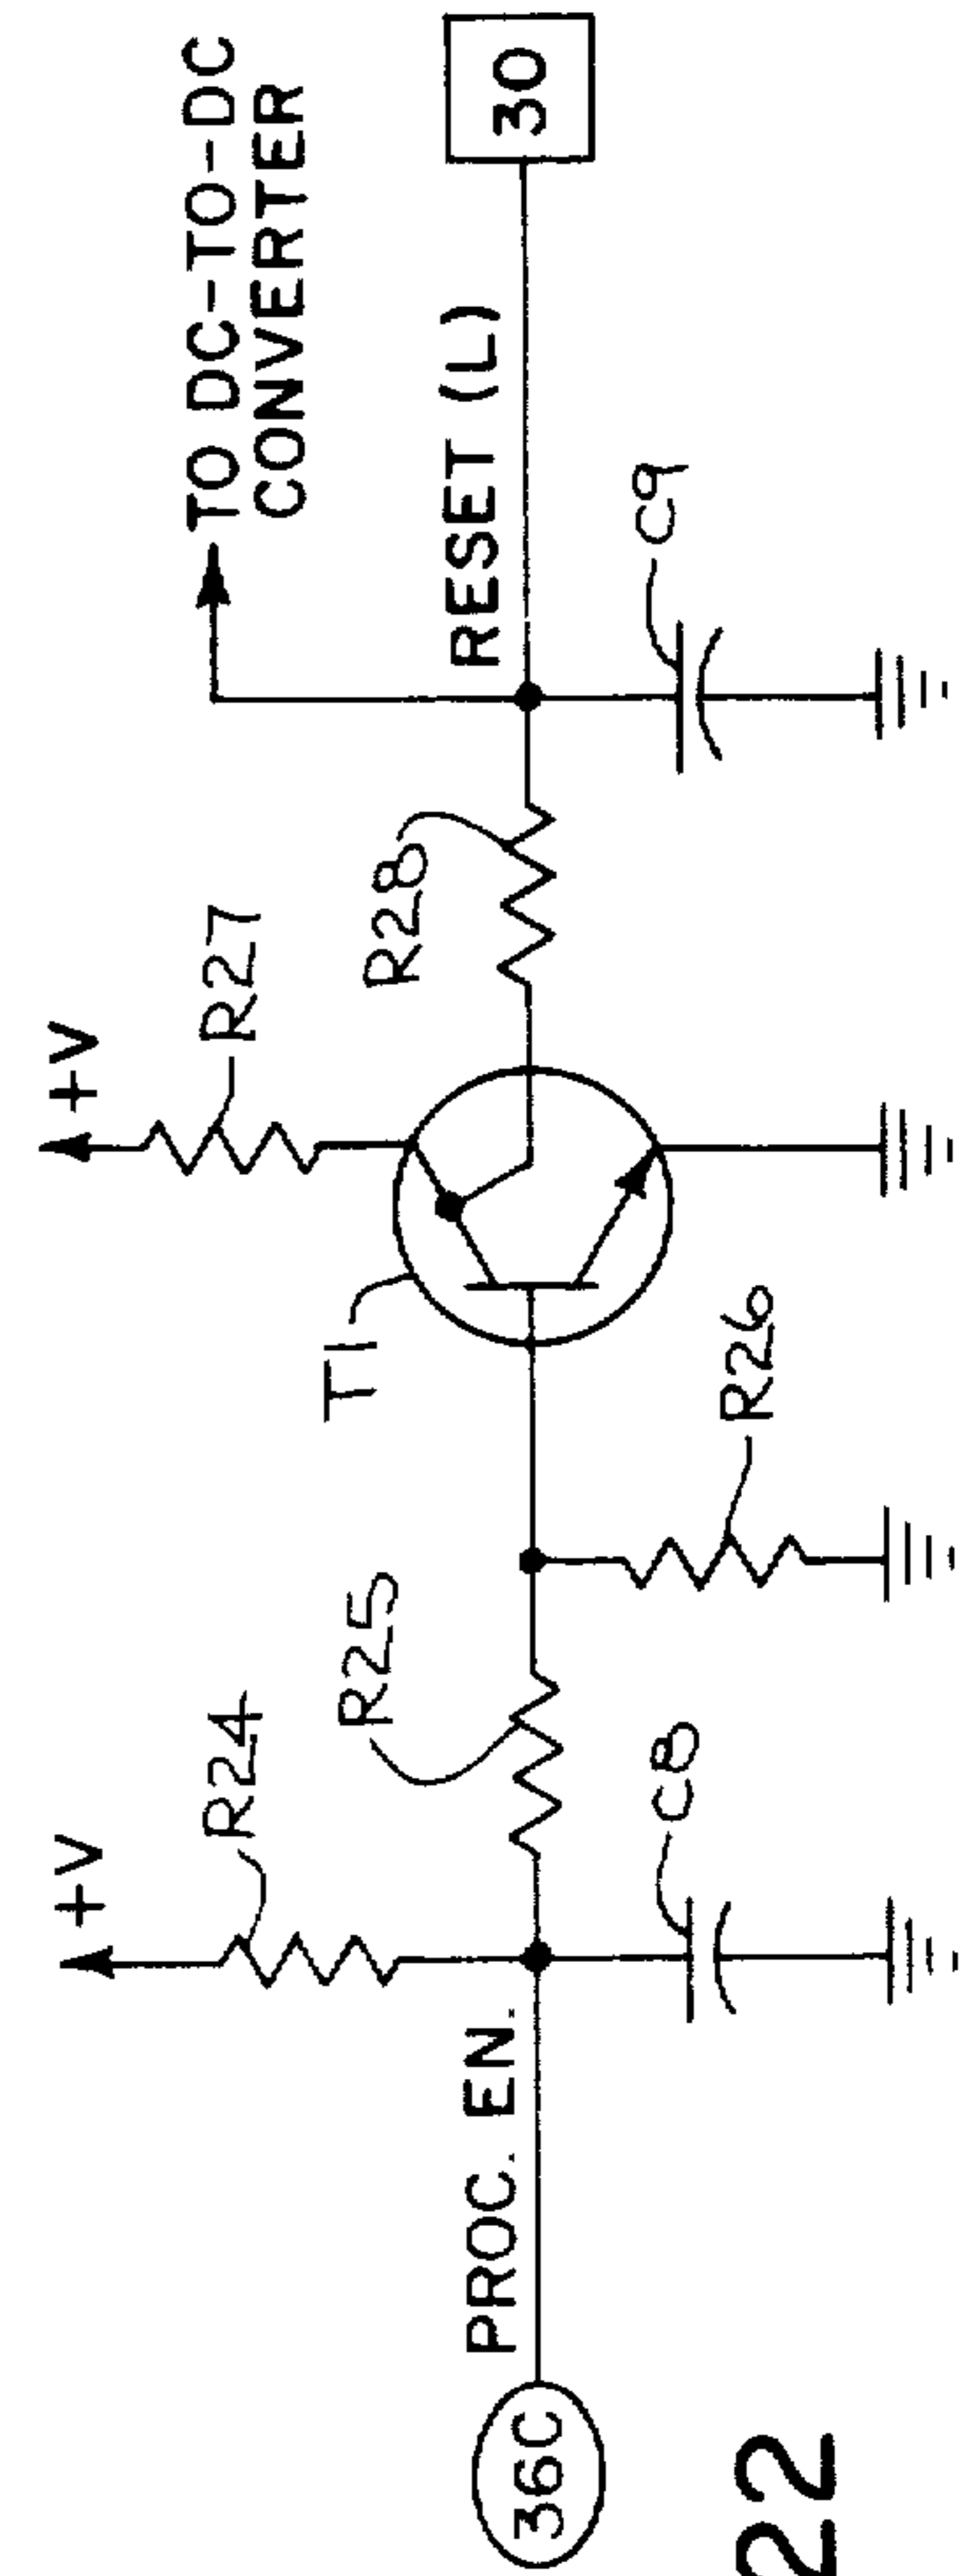 +V
+V
R24
R27
TO DC-TO-DC
CONVERTER
R25
T1
R28
PROC. EN.
RESET (L)
36C
30
C8
R26
C9
22